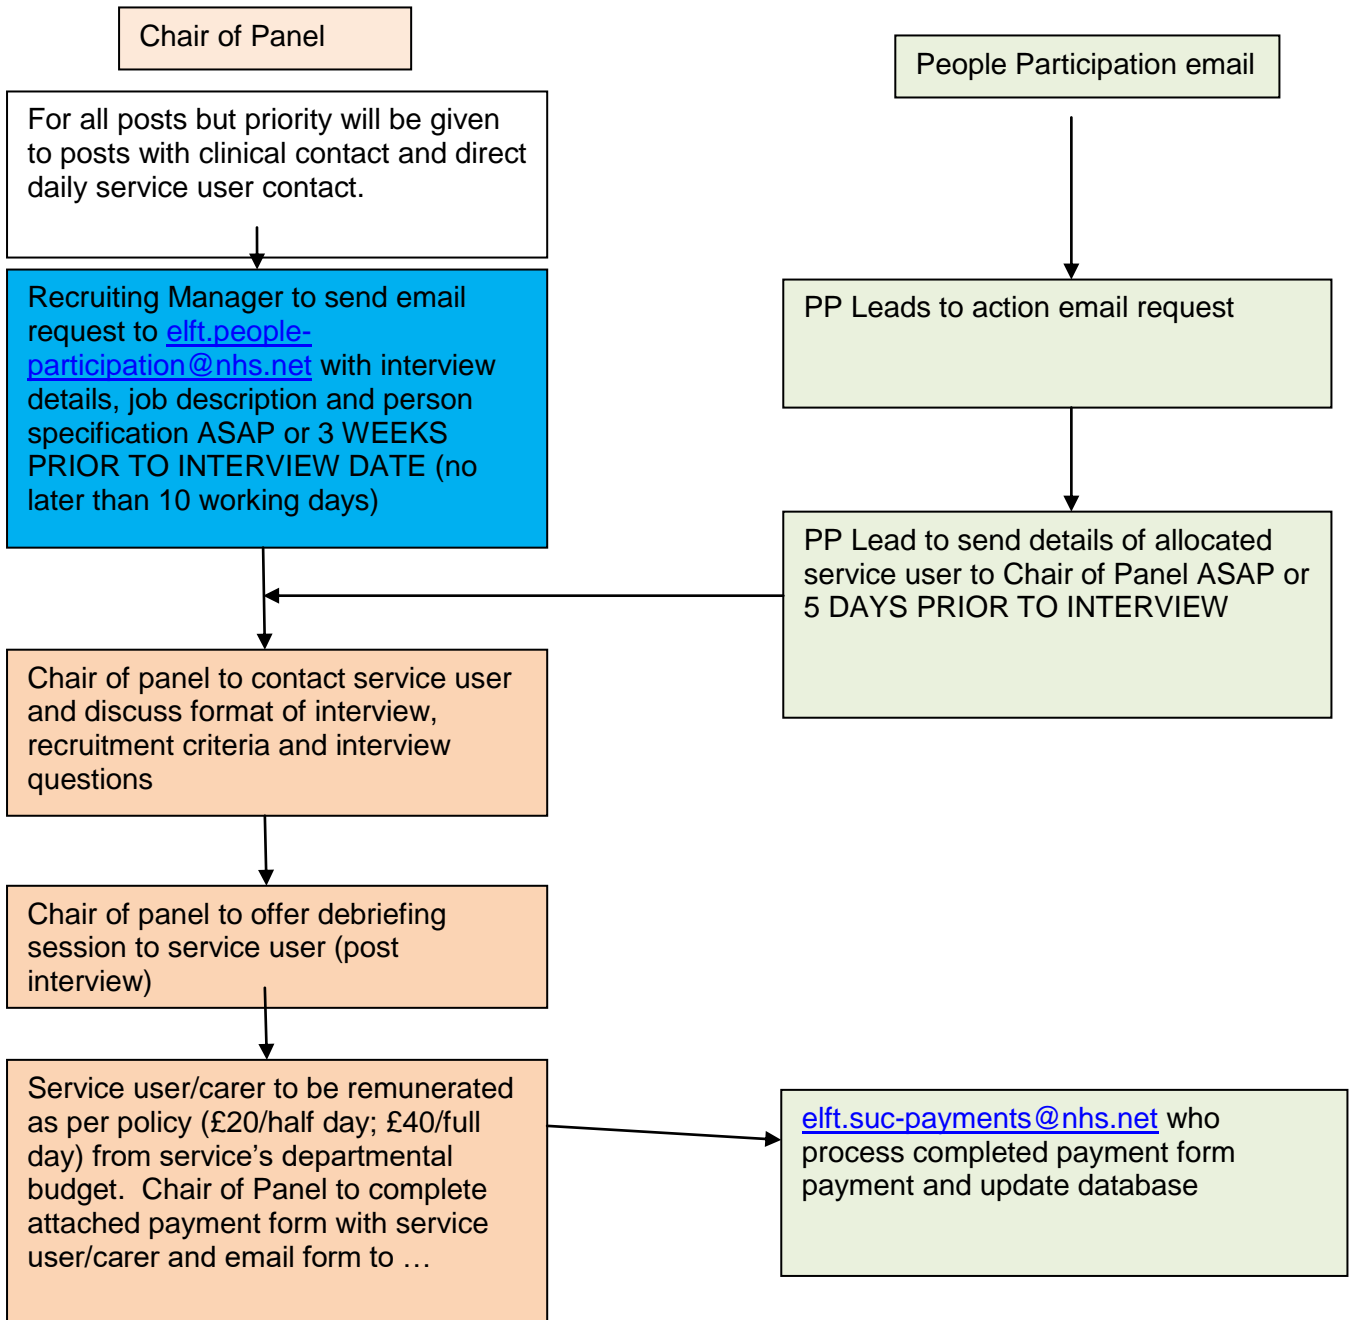 Chair of Panel
People Participation email
For all posts but priority will be given
to posts with clinical contact and direct
daily service user contact.
Recruiting Manager to send email
request to elft.people-
participation@nhs.net with interview
details, job description and person
specification ASAP or 3 WEEKS
PRIOR TO INTERVIEW DATE (no
later than 10 working days)
PP Leads to action email request
PP Lead to send details of allocated
service user to Chair of Panel ASAP or
5 DAYS PRIOR TO INTERVIEW
Chair of panel to contact service user
and discuss format of interview,
recruitment criteria and interview
questions
Chair of panel to offer debriefing
session to service user (post
interview)
Service user/carer to be remunerated
as per policy (£20/half day; £40/full
day) from service’s departmental
budget.  Chair of Panel to complete
attached payment form with service
user/carer and email form to …
elft.suc-payments@nhs.net who
process completed payment form
payment and update database